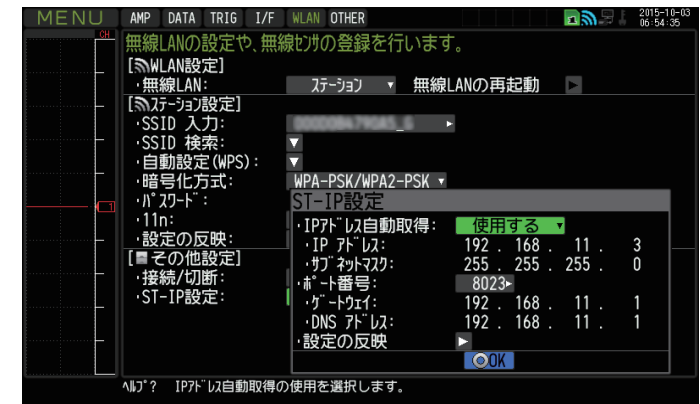 MENU AMP DATA TRIG I/F WLAN OTHER 2015-10-03
06:54:35
CH
無線LANの設定や、無線ｾﾝｻの登録を行います。
[WLAN設定]
・無線LAN: ｽﾃｰｼｮﾝ ▼ 無線LANの再起動 ▶
[ｽﾃｰｼｮﾝ設定]
・SSID 入力: ▶
・SSID 検索: ▼
・自動設定(WPS): ▼
・暗号化方式: WPA-PSK/WPA2-PSK ▼
・ﾊﾟｽﾜｰﾄﾞ:
・11n:
・設定の反映:
[その他設定]
・接続/切断:
・ST-IP設定:
ST-IP設定
・IPｱﾄﾞﾚｽ自動取得: 使用する ▼
・IP ｱﾄﾞﾚｽ: 192 . 168 . 11 . 3
・ｻﾌﾞﾈｯﾄﾏｽｸ: 255 . 255 . 255 . 0
・ﾎﾟｰﾄ番号: 8023▶
・ｹﾞｰﾄｳｪｲ: 192 . 168 . 11 . 1
・DNS ｱﾄﾞﾚｽ: 192 . 168 . 11 . 1
・設定の反映 ▶
OK
1
ﾍﾙﾌﾟ? IPｱﾄﾞﾚｽ自動取得の使用を選択します。